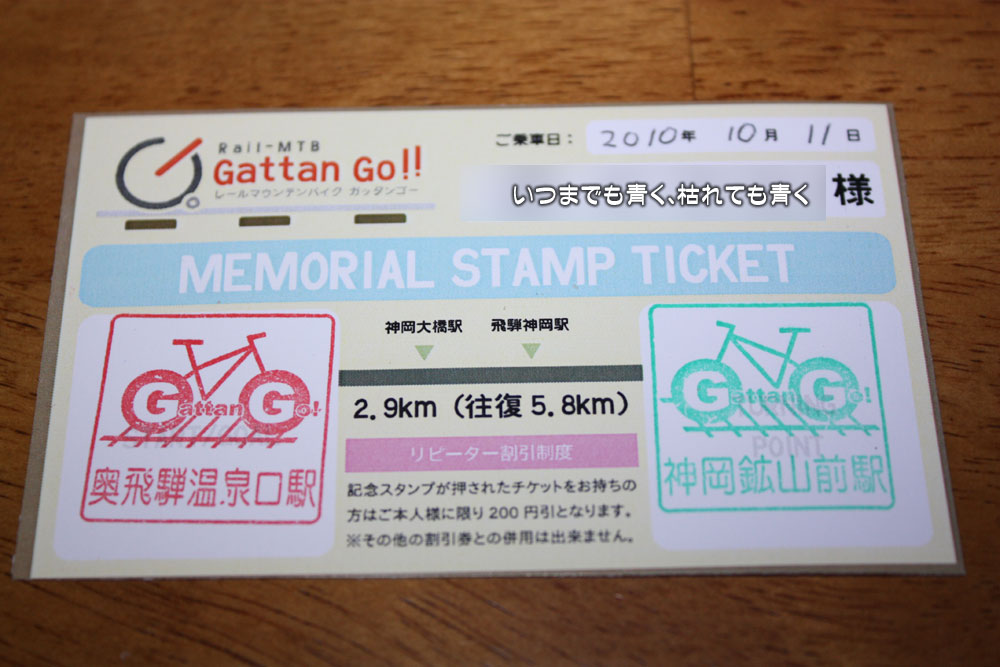 Rail-MTB
Gattan Go!!
レールマウンテンバイク ガッタンゴー
ご乗車日: 2010年 10月 11日
いつまでも青く、枯れても青く 様
MEMORIAL STAMP TICKET
神岡大橋駅 飛騨神岡駅
2.9km (往復5.8km)
リピーター割引制度
記念スタンプが押されたチケットをお持ちの
方はご本人様に限り200円引となります。
※その他の割引券との併用は出来ません。
Gattan Go!
奥飛騨温泉口駅
Gattan Go!
TURNING
POINT
神岡鉱山前駅